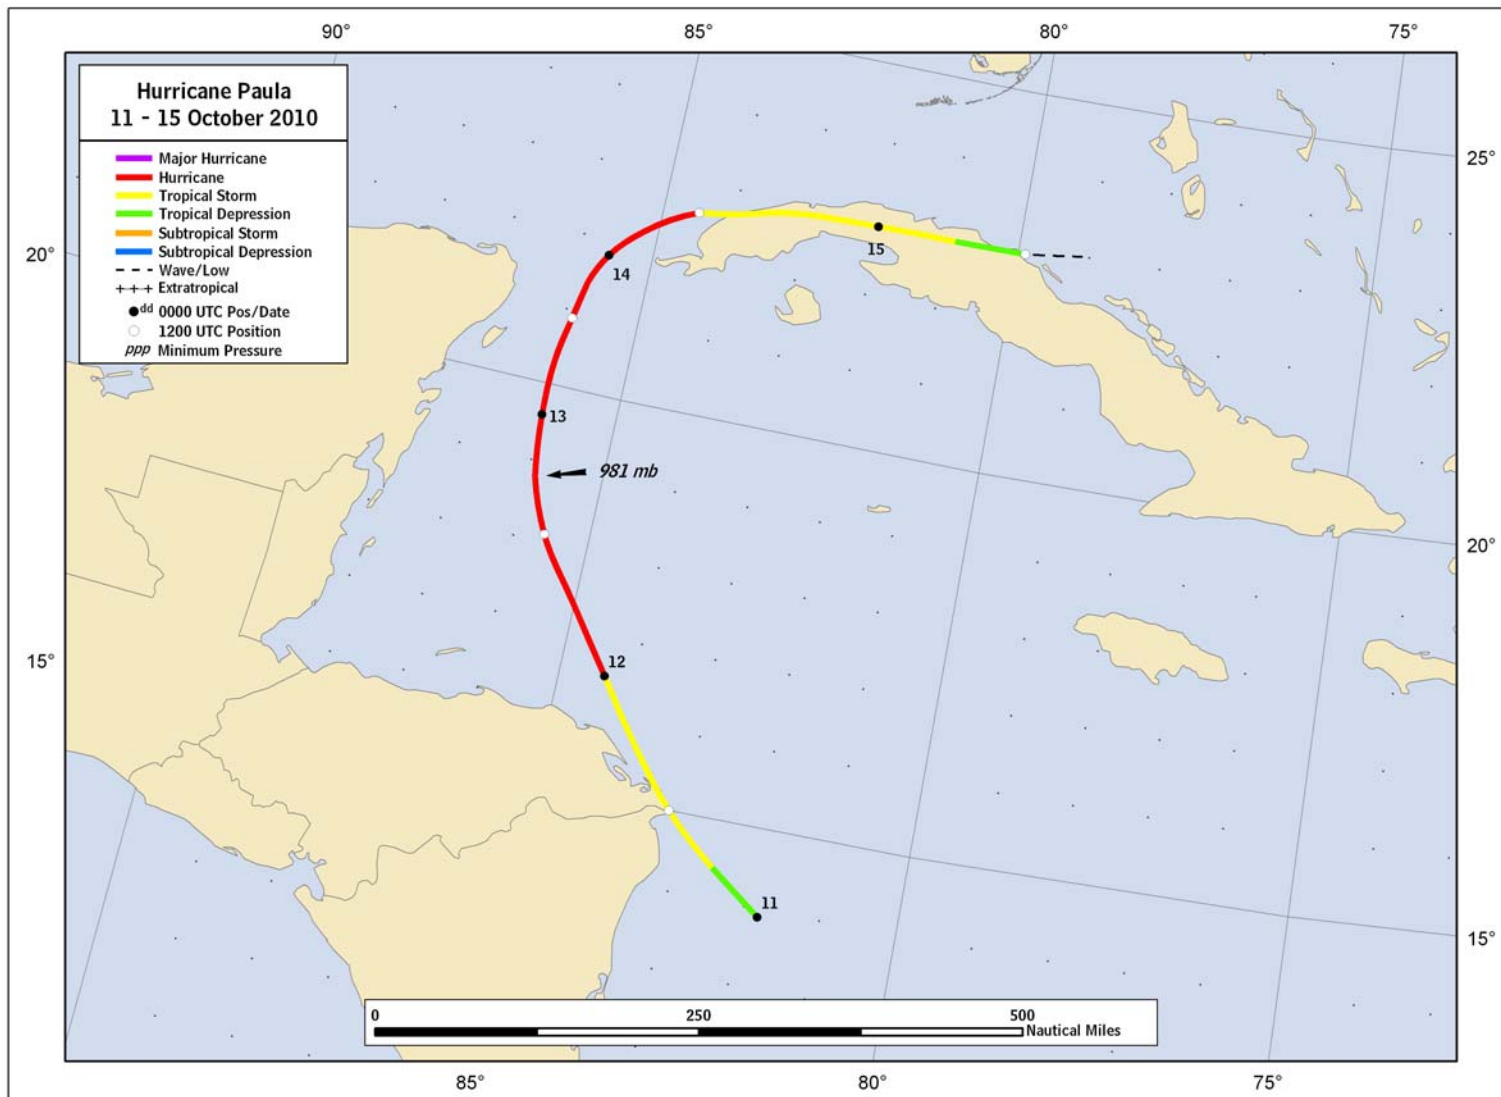 90° 85° 80° 75°
Hurricane Paula
11 - 15 October 2010
Major Hurricane
Hurricane
Tropical Storm
Tropical Depression
Subtropical Storm
Subtropical Depression
Wave/Low
Extratropical
dd 0000 UTC Pos/Date
1200 UTC Position
ppp Minimum Pressure
25°
20°
15
14
13
981 mb
20°
12
15°
11
15°
0 250 500
Nautical Miles
85° 80° 75°